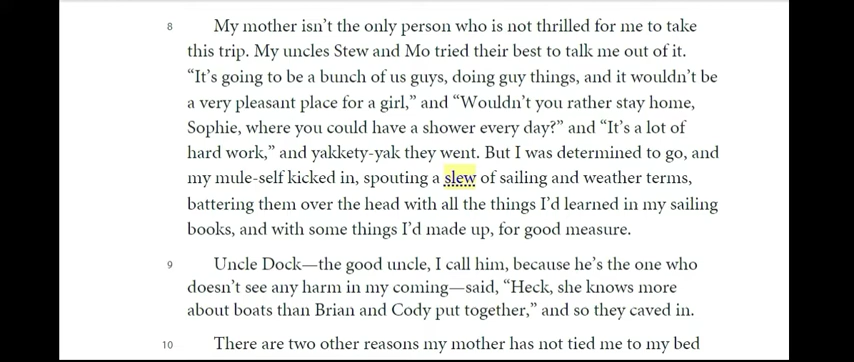 8 My mother isn’t the only person who is not thrilled for me to take
this trip. My uncles Stew and Mo tried their best to talk me out of it.
“It’s going to be a bunch of us guys, doing guy things, and it wouldn’t be
a very pleasant place for a girl,” and “Wouldn’t you rather stay home,
Sophie, where you could have a shower every day?” and “It’s a lot of
hard work,” and yakkety-yak they went. But I was determined to go, and
my mule-self kicked in, spouting a slew of sailing and weather terms,
battering them over the head with all the things I’d learned in my sailing
books, and with some things I’d made up, for good measure.
9 Uncle Dock—the good uncle, I call him, because he’s the one who
doesn’t see any harm in my coming—said, “Heck, she knows more
about boats than Brian and Cody put together,” and so they caved in.
10 There are two other reasons my mother has not tied me to my bed